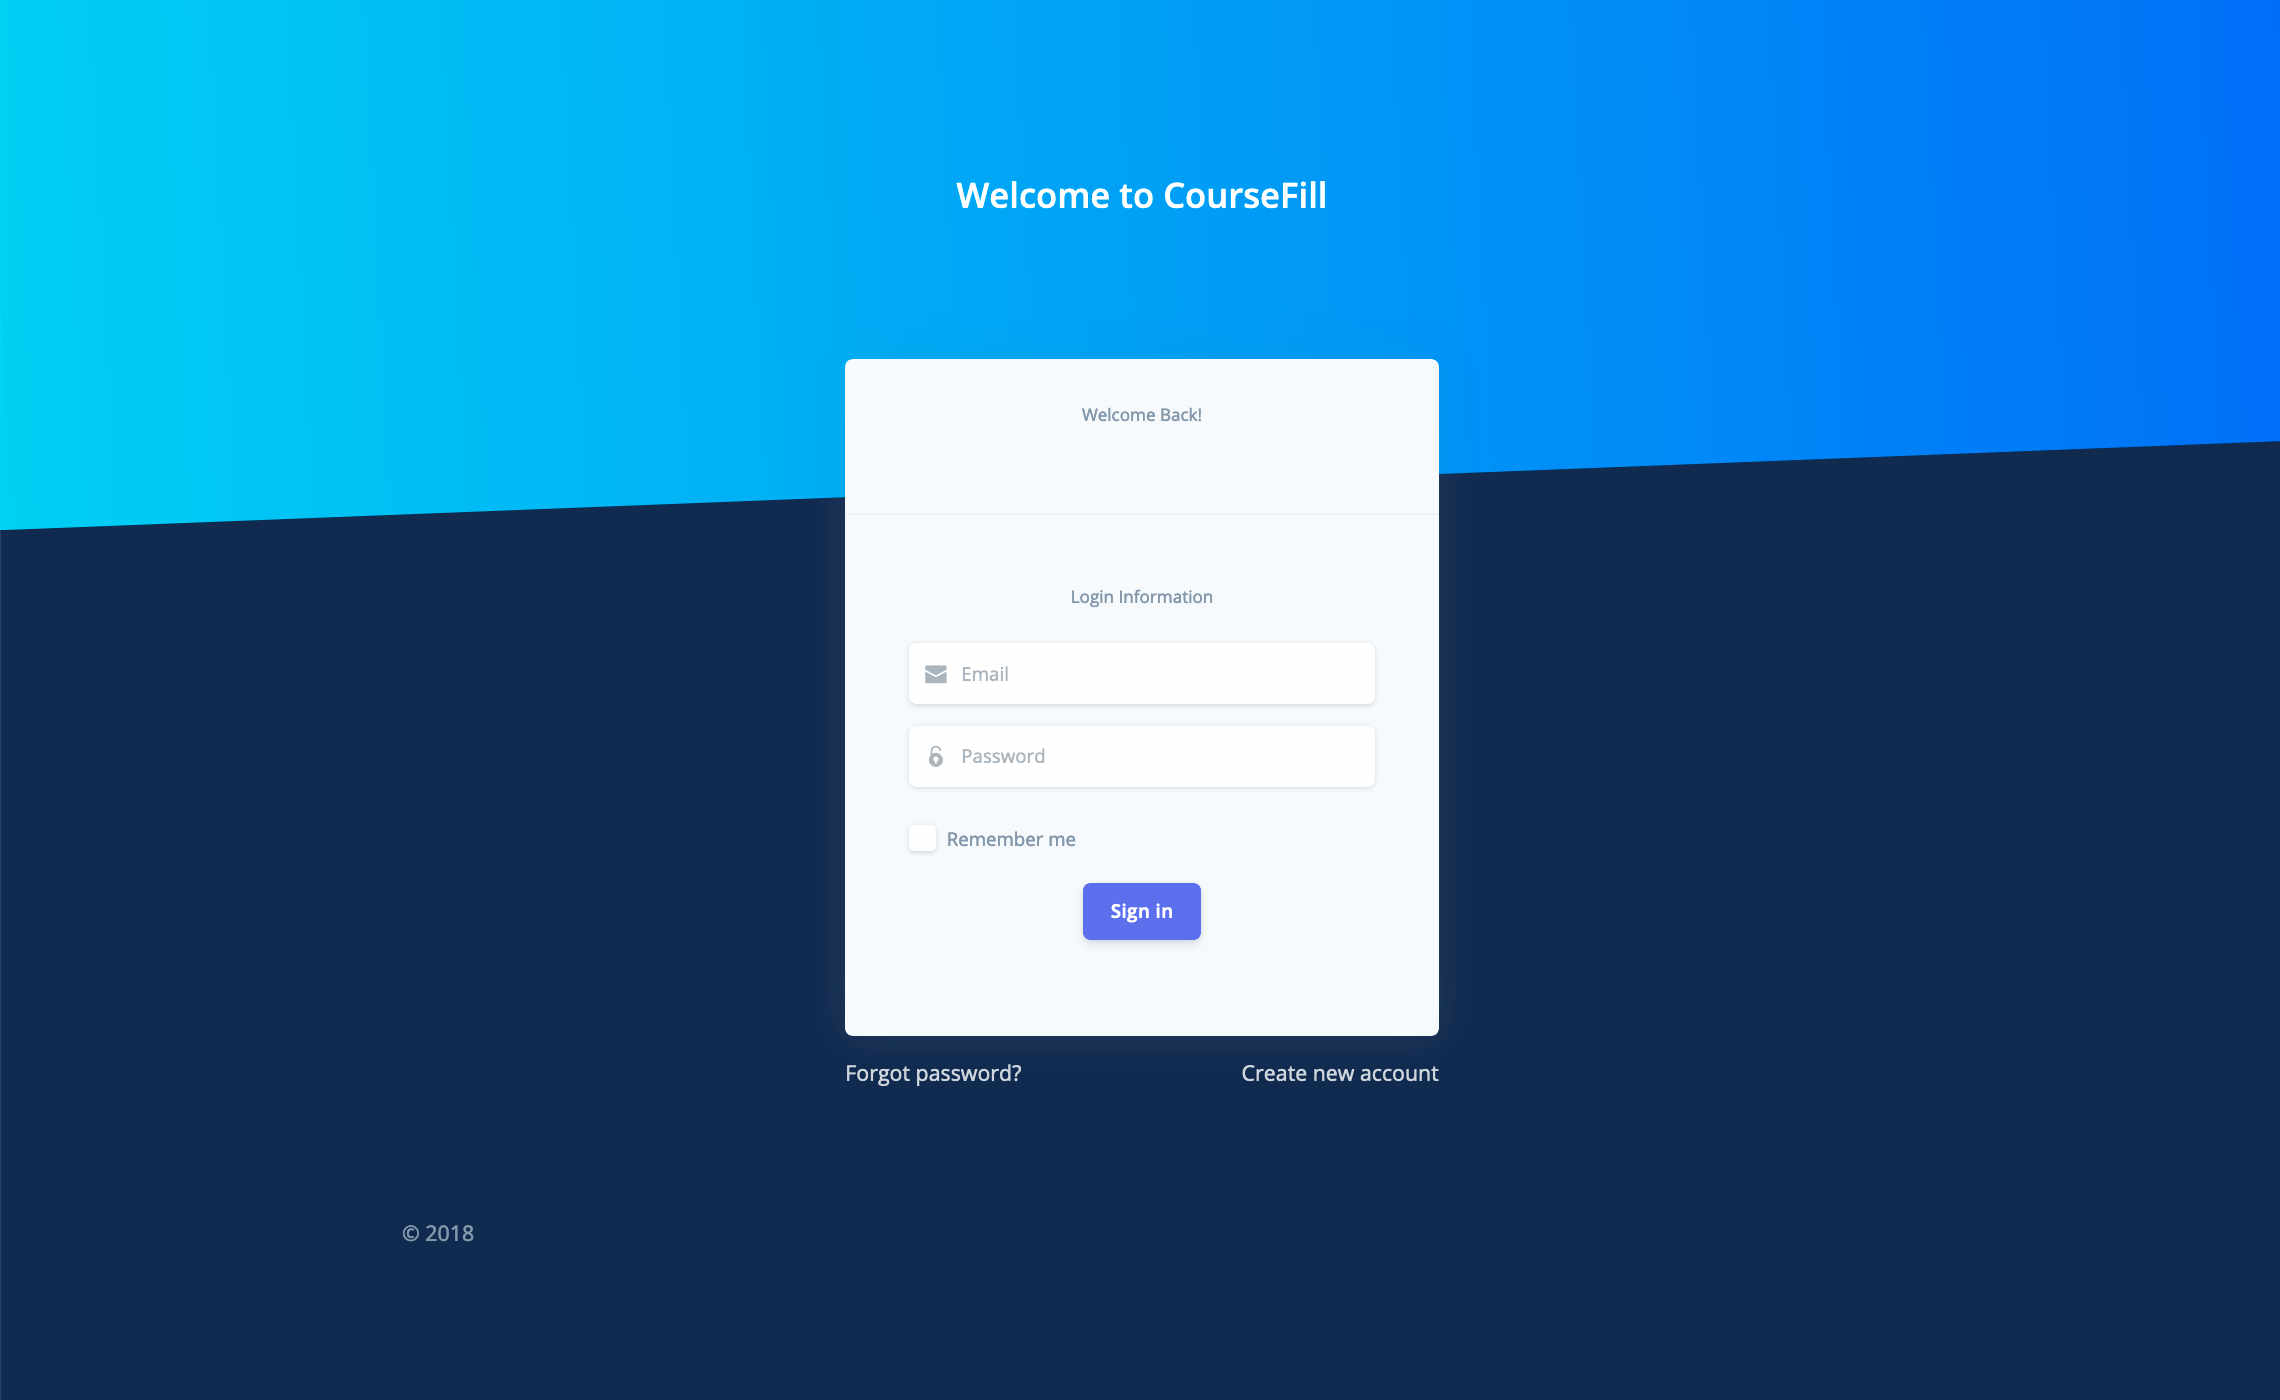 Welcome to CourseFill
Welcome Back!
Login Information
Email
Password
Remember me
Sign in
Forgot password?
Create new account
© 2018